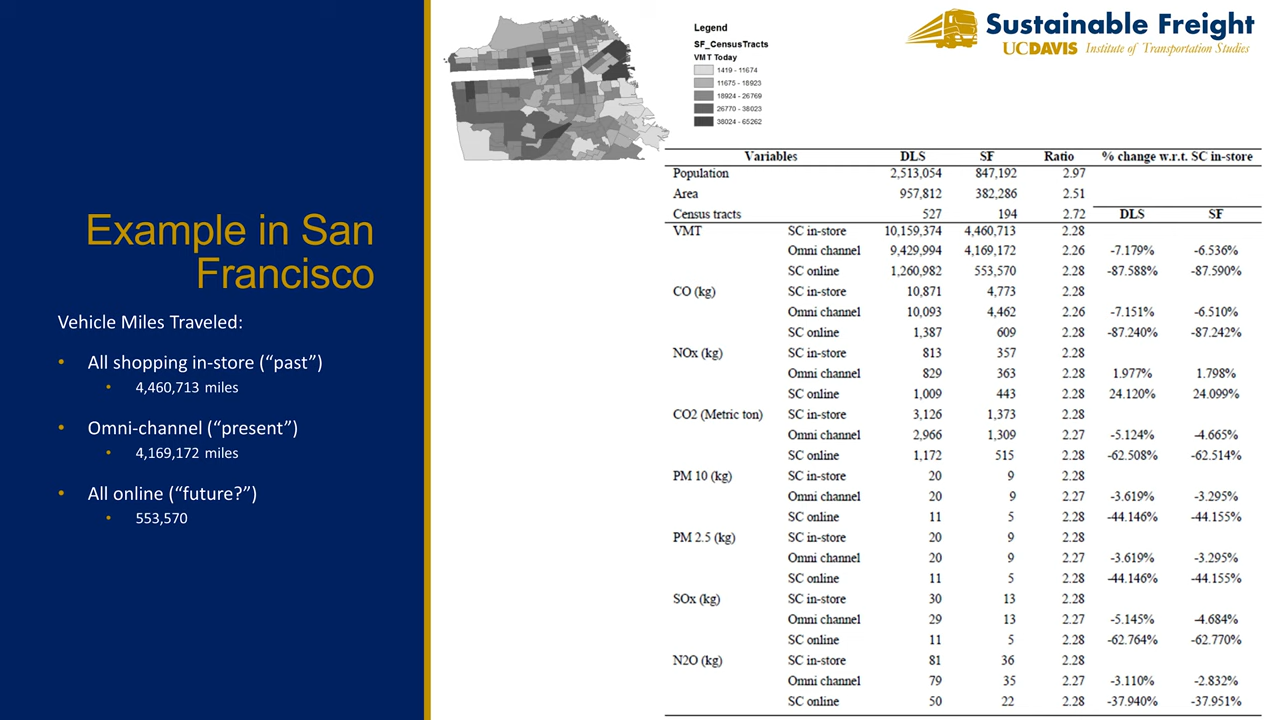 Example in San
Francisco
Vehicle Miles Traveled:
• All shopping in-store (“past”)
• 4,460,713 miles
• Omni-channel (“present”)
• 4,169,172 miles
• All online (“future?”)
• 553,570
Legend
SF_CensusTracts
VMT Today
1419 - 11674
11675 - 18923
18924 - 26769
26770 - 38023
38024 - 65262
Sustainable Freight
UCDAVIS Institute of Transportation Studies
Variables DLS SF Ratio % change w.r.t. SC in-store
Population 2,513,054 847,192 2.97
Area 957,812 382,286 2.51
Census tracts 527 194 2.72 DLS SF
VMT SC in-store 10,159,374 4,460,713 2.28
Omni channel 9,429,994 4,169,172 2.26 -7.179% -6.536%
SC online 1,260,982 553,570 2.28 -87.588% -87.590%
CO (kg) SC in-store 10,871 4,773 2.28
Omni channel 10,093 4,462 2.26 -7.151% -6.510%
SC online 1,387 609 2.28 -87.240% -87.242%
NOx (kg) SC in-store 813 357 2.28
Omni channel 829 363 2.28 1.977% 1.798%
SC online 1,009 443 2.28 24.120% 24.099%
CO2 (Metric ton) SC in-store 3,126 1,373 2.28
Omni channel 2,966 1,309 2.27 -5.124% -4.665%
SC online 1,172 515 2.28 -62.508% -62.514%
PM 10 (kg) SC in-store 20 9 2.28
Omni channel 20 9 2.27 -3.619% -3.295%
SC online 11 5 2.28 -44.146% -44.155%
PM 2.5 (kg) SC in-store 20 9 2.28
Omni channel 20 9 2.27 -3.619% -3.295%
SC online 11 5 2.28 -44.146% -44.155%
SOx (kg) SC in-store 30 13 2.28
Omni channel 29 13 2.27 -5.145% -4.684%
SC online 11 5 2.28 -62.764% -62.770%
N2O (kg) SC in-store 81 36 2.28
Omni channel 79 35 2.27 -3.110% -2.832%
SC online 50 22 2.28 -37.940% -37.951%